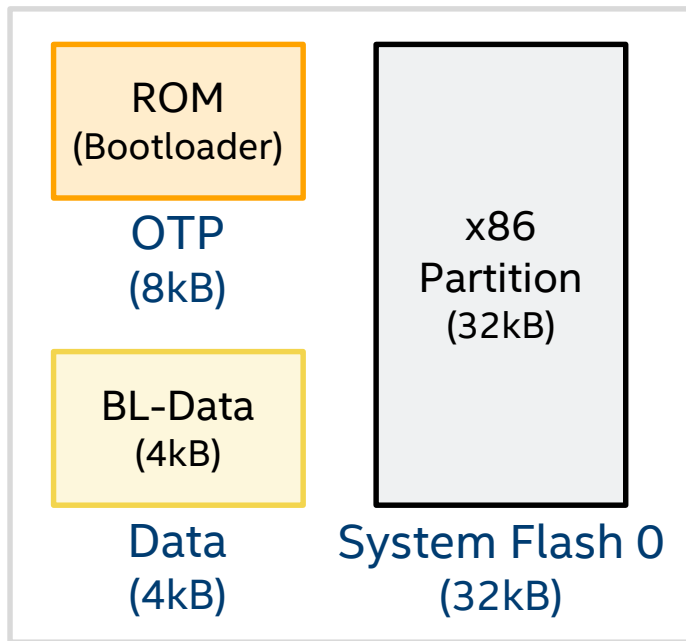 ROM
(Bootloader)
OTP
(8kB)
BL-Data
(4kB)
Data
(4kB)
x86
Partition
(32kB)
System Flash 0
(32kB)